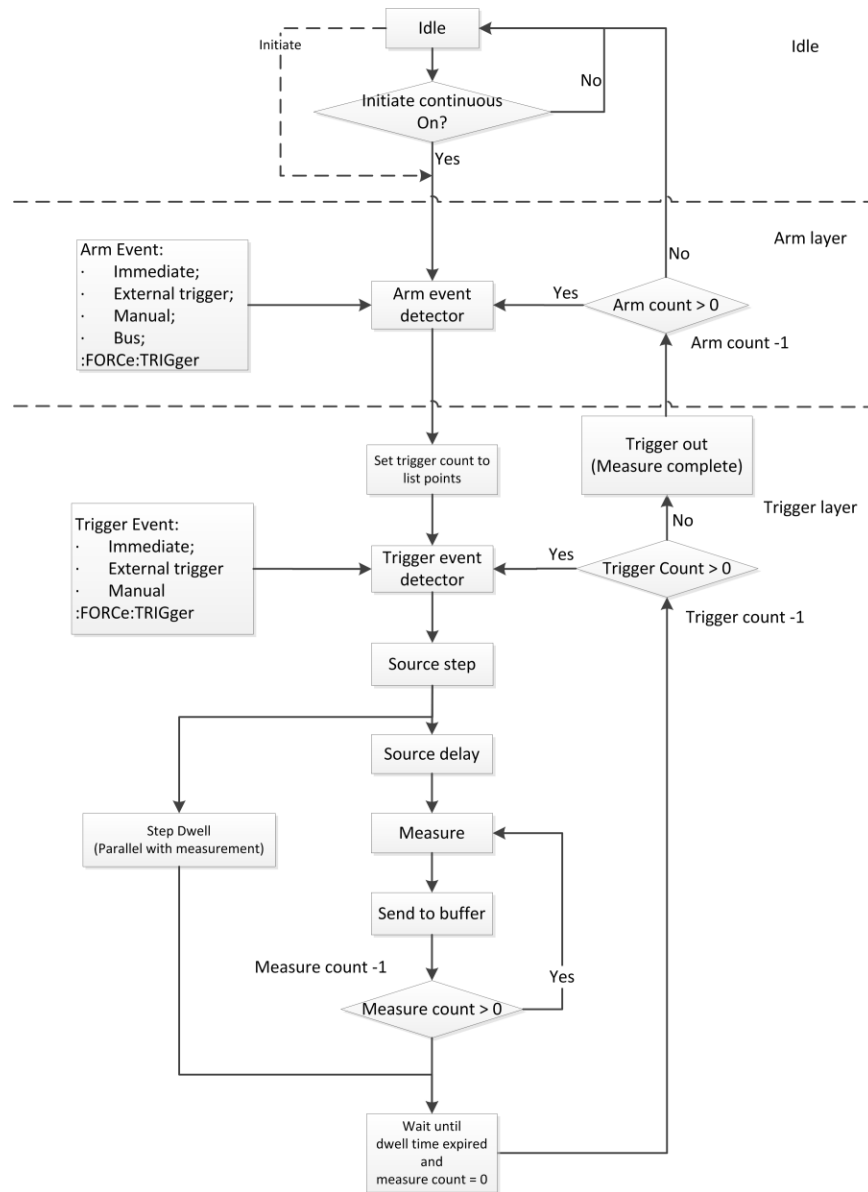 Idle
Initiate
Idle
No
Initiate continuous
On?
Yes
No
Arm layer
Arm Event:
· Immediate;
· External trigger;
· Manual;
· Bus;
:FORCe:TRIGger
Arm event
detector
Yes
Arm count > 0
Arm count -1
Set trigger count to
list points
Trigger out
(Measure complete)
Trigger layer
No
Trigger Event:
· Immediate;
· External trigger
· Manual
:FORCe:TRIGger
Trigger event
detector
Yes
Trigger Count > 0
Trigger count -1
Source step
Source delay
Step Dwell
(Parallel with measurement)
Measure
Send to buffer
Measure count -1
Yes
Measure count > 0
Wait until
dwell time expired
and
measure count = 0